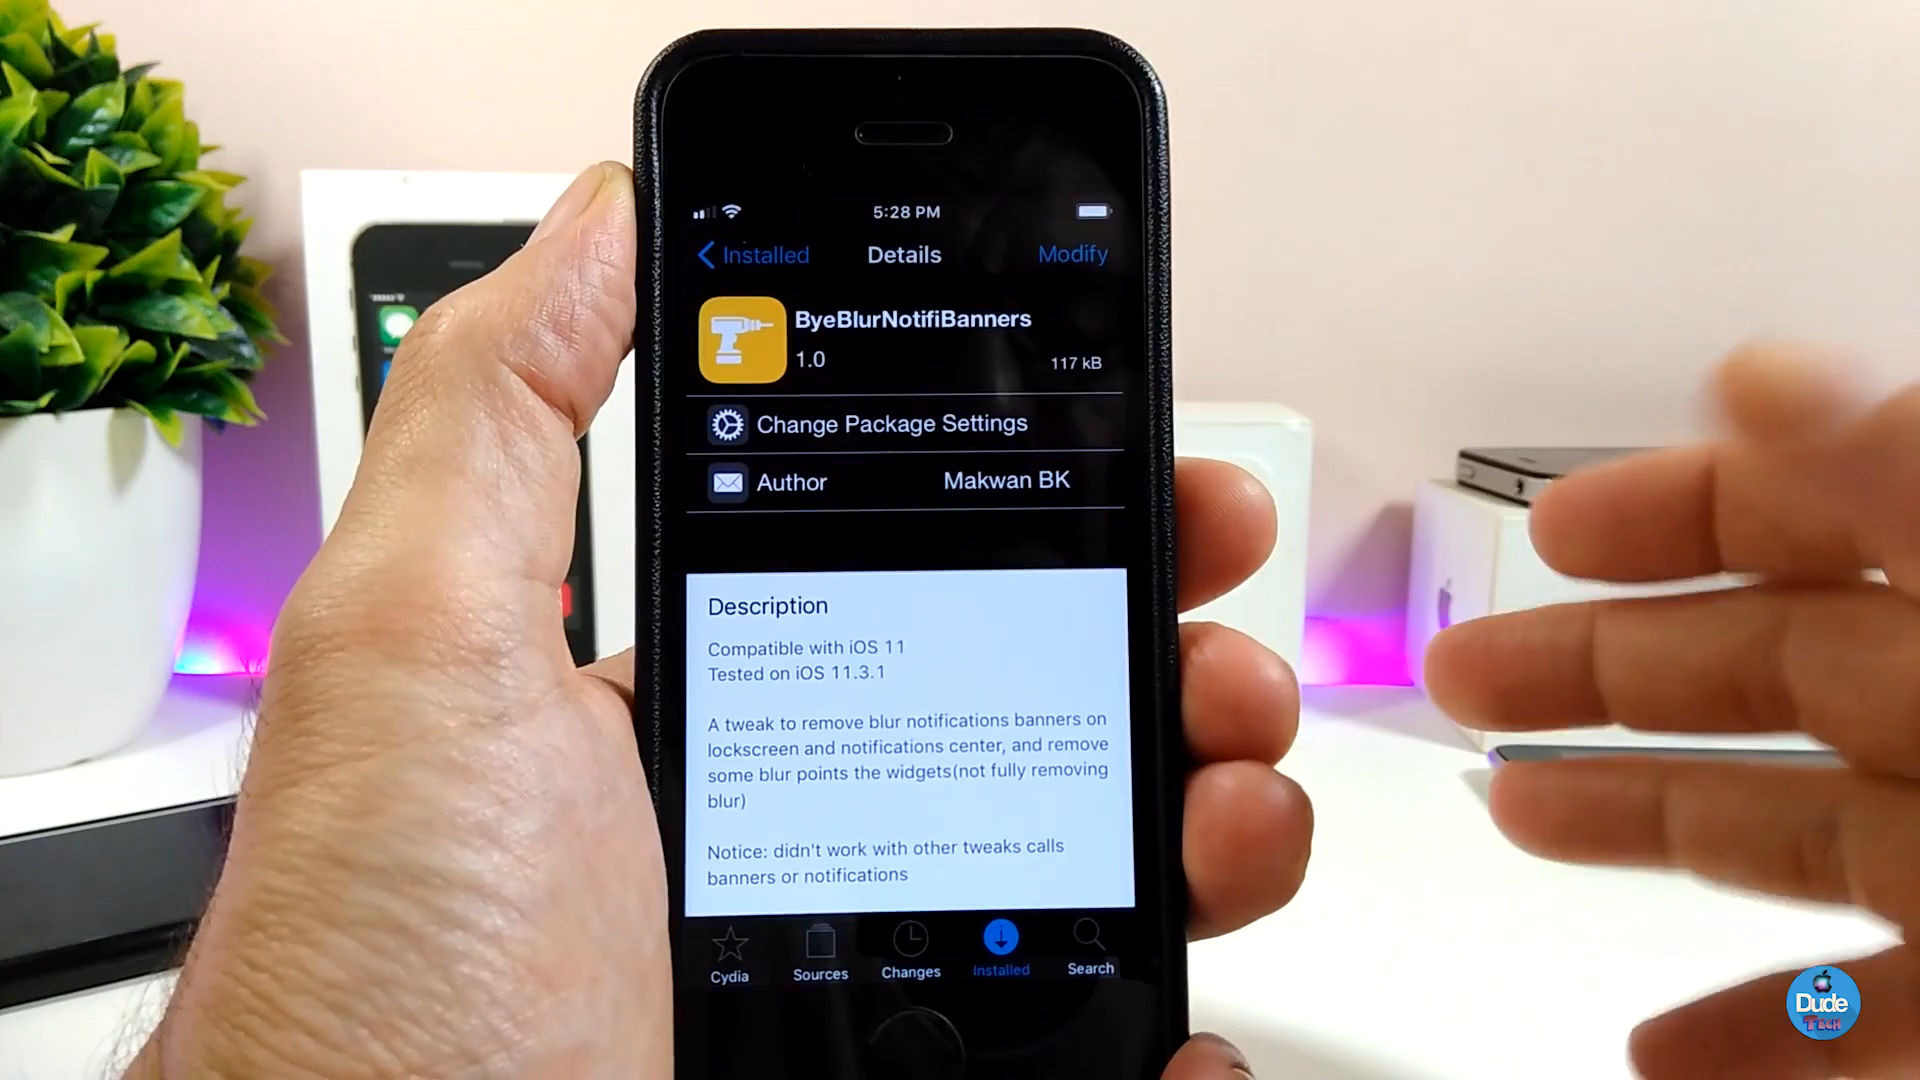 5:28 PM
Installed Details Modify
ByeBlurNotifiBanners
1.0 117 kB
Change Package Settings
Author Makwan BK
Description
Compatible with iOS 11
Tested on iOS 11.3.1
A tweak to remove blur notifications banners on
lockscreen and notifications center, and remove
some blur points the widgets(not fully removing
blur)
Notice: didn't work with other tweaks calls
banners or notifications
Cydia Sources Changes Installed Search
Dude
TECH